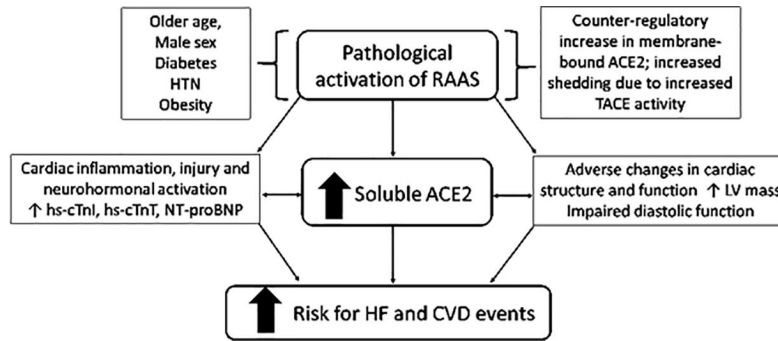 Older age,
Male sex
Diabetes
HTN
Obesity
Pathological
activation of RAAS
Counter-regulatory
increase in membrane-
bound ACE2; increased
shedding due to increased
TACE activity
Cardiac inflammation, injury and
neurohormonal activation
↑ hs-cTnI, hs-cTnT, NT-proBNP
Soluble ACE2
Adverse changes in cardiac
structure and function ↑ LV mass
Impaired diastolic function
Risk for HF and CVD events